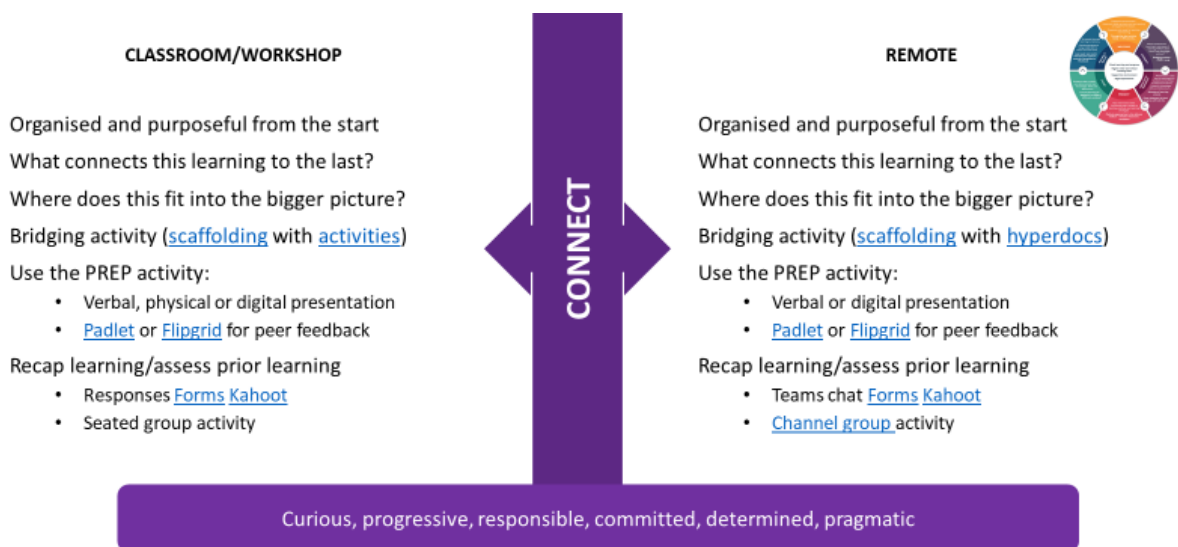 CLASSROOM/WORKSHOP
Organised and purposeful from the start
What connects this learning to the last?
Where does this fit into the bigger picture?
Bridging activity (scaffolding with activities)
Use the PREP activity:
• Verbal, physical or digital presentation
• Padlet or Flipgrid for peer feedback
Recap learning/assess prior learning
• Responses Forms Kahoot
• Seated group activity
CONNECT
REMOTE
Organised and purposeful from the start
What connects this learning to the last?
Where does this fit into the bigger picture?
Bridging activity (scaffolding with hyperdocs)
Use the PREP activity:
• Verbal or digital presentation
• Padlet or Flipgrid for peer feedback
Recap learning/assess prior learning
• Teams chat Forms Kahoot
• Channel group activity
Curious, progressive, responsible, committed, determined, pragmatic